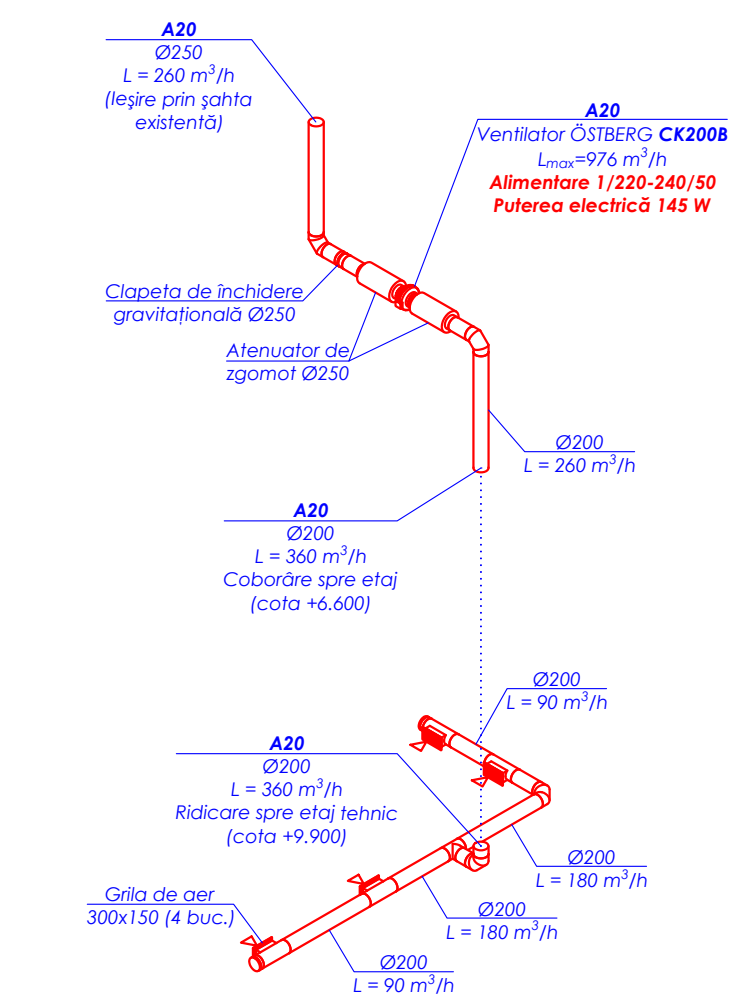 A20
Ø250
L = 260 m³/h
(Ieşire prin şahta
existentă)
A20
Ventilator ÖSTBERG CK200B
Lmax=976 m³/h
Alimentare 1/220-240/50
Puterea electrică 145 W
Clapeta de închidere
gravitațională Ø250
Atenuator de
zgomot Ø250
Ø200
L = 260 m³/h
A20
Ø200
L = 360 m³/h
Coborâre spre etaj
(cota +6.600)
Ø200
L = 90 m³/h
A20
Ø200
L = 360 m³/h
Ridicare spre etaj tehnic
(cota +9.900)
Ø200
L = 180 m³/h
Grila de aer
300x150 (4 buc.)
Ø200
L = 180 m³/h
Ø200
L = 90 m³/h